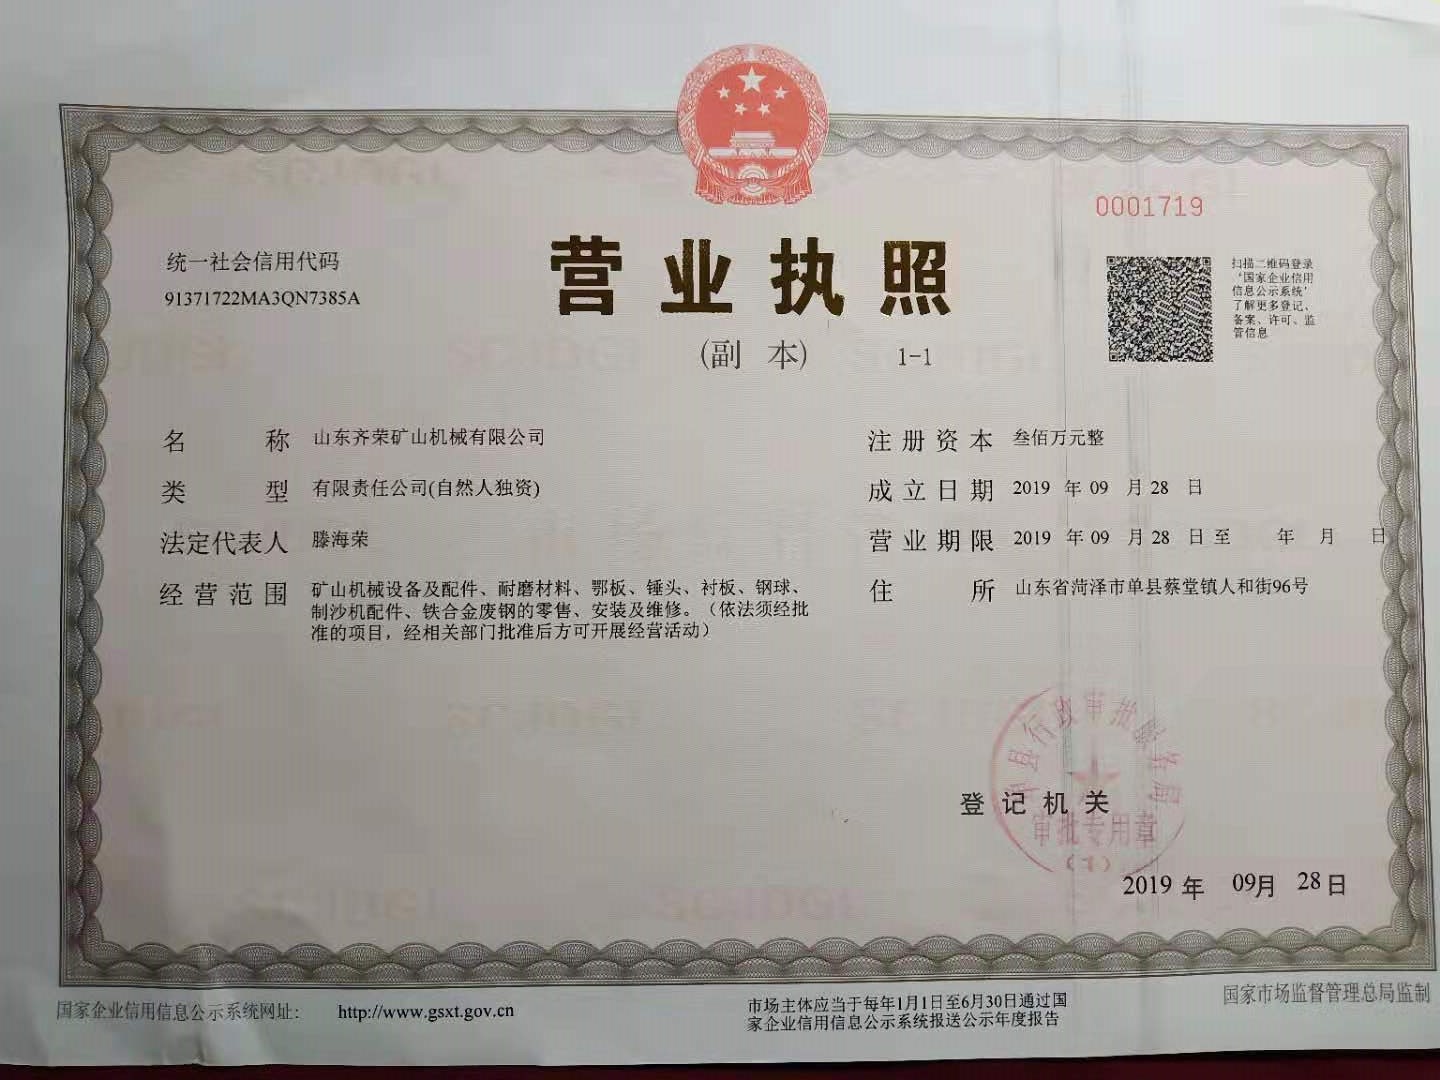 0001719
统一社会信用代码
91371722MA3QN7385A
营业执照
(副 本) 1-1
扫描二维码登录
‘国家企业信用
信息公示系统’
了解更多登记、
备案、许可、监
管信息
名 称 山东齐荣矿山机械有限公司
类 型 有限责任公司(自然人独资)
法定代表人 滕海荣
经营范围 矿山机械设备及配件、耐磨材料、鄂板、锤头、衬板、钢球、
制沙机配件、铁合金废钢的零售、安装及维修。（依法须经批
准的项目，经相关部门批准后方可开展经营活动）
注册资本 叁佰万元整
成立日期 2019 年 09 月 28 日
营业期限 2019 年 09 月 28 日 至 年 月 日
住 所 山东省菏泽市单县蔡堂镇人和街96号
单县行政审批服务局
登记机关
审批专用章
(1)
2019 年 09月 28日
国家企业信用信息公示系统网址: http://www.gsxt.gov.cn
市场主体应当于每年1月1日至6月30日通过国
家企业信用信息公示系统报送公示年度报告
国家市场监督管理总局监制